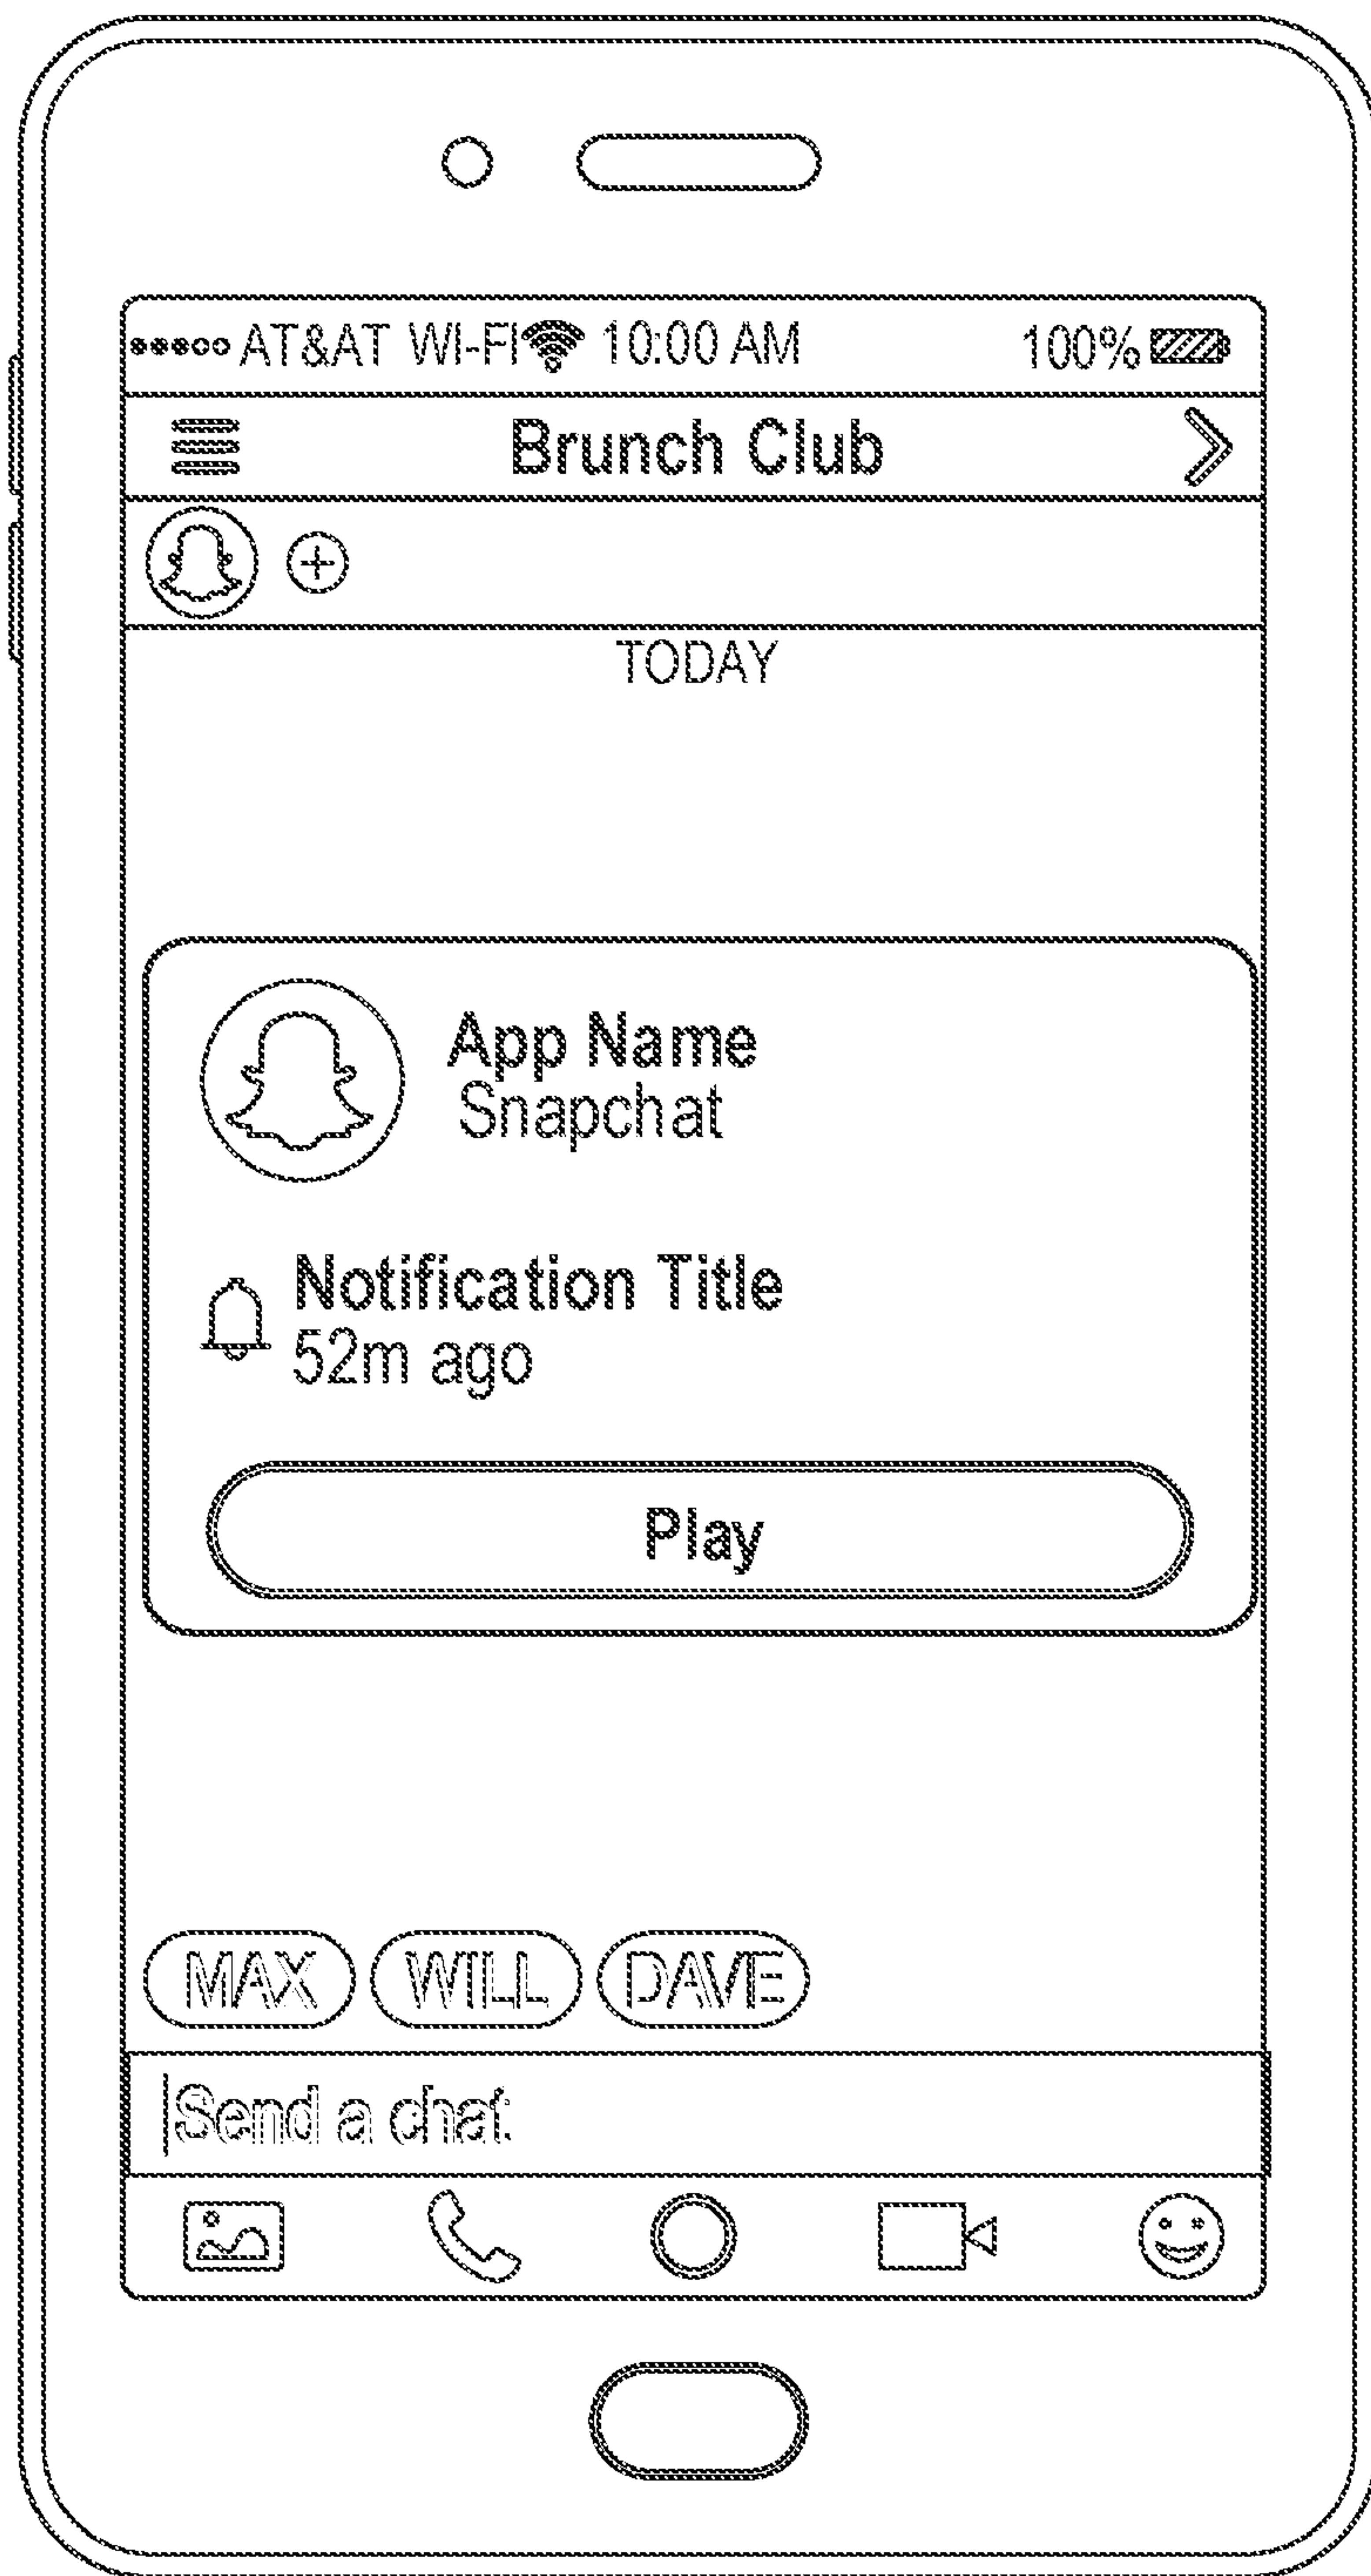 AT&AT WI-FI 10:00 AM 100%
Brunch Club
TODAY
App Name
Snapchat
Notification Title
52m ago
Play
MAX WILL DAVE
Send a chat